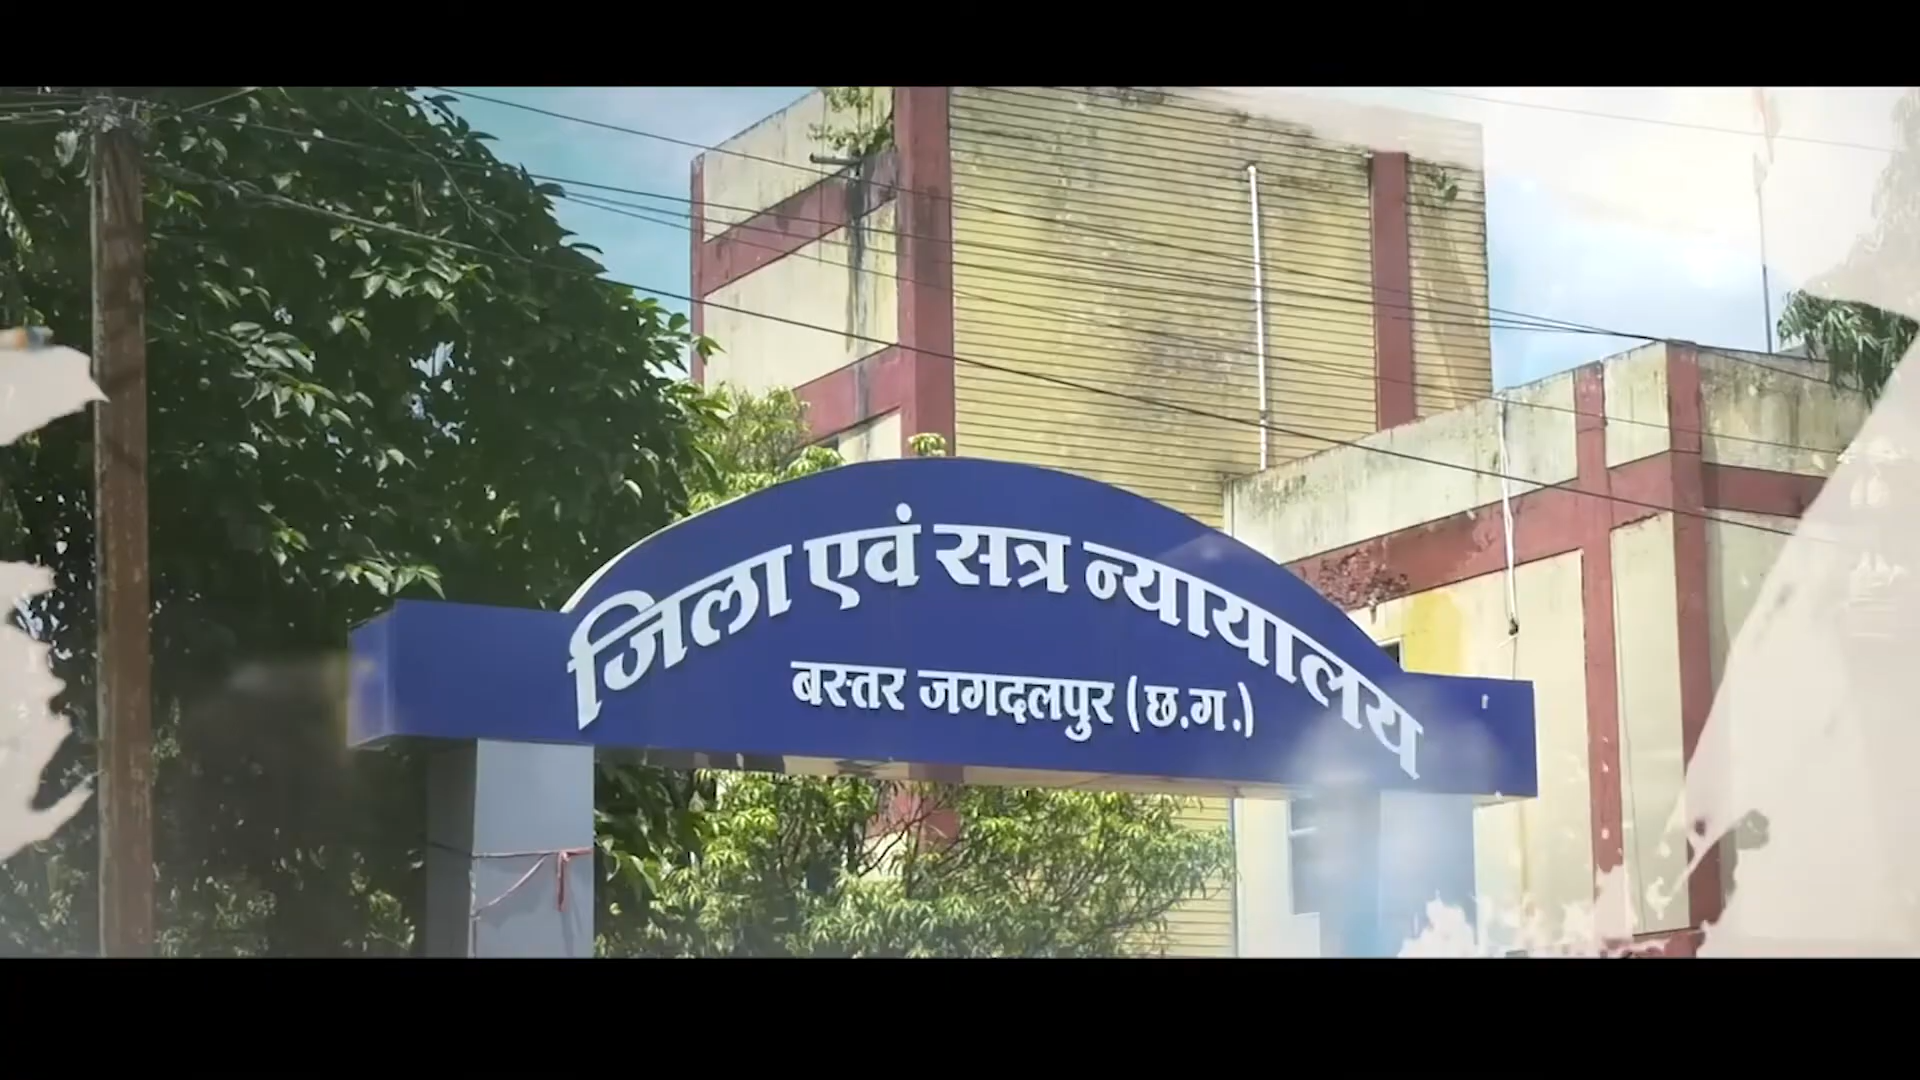 जिला एवं सत्र न्यायालय
बस्तर जगदलपुर (छ.ग.)